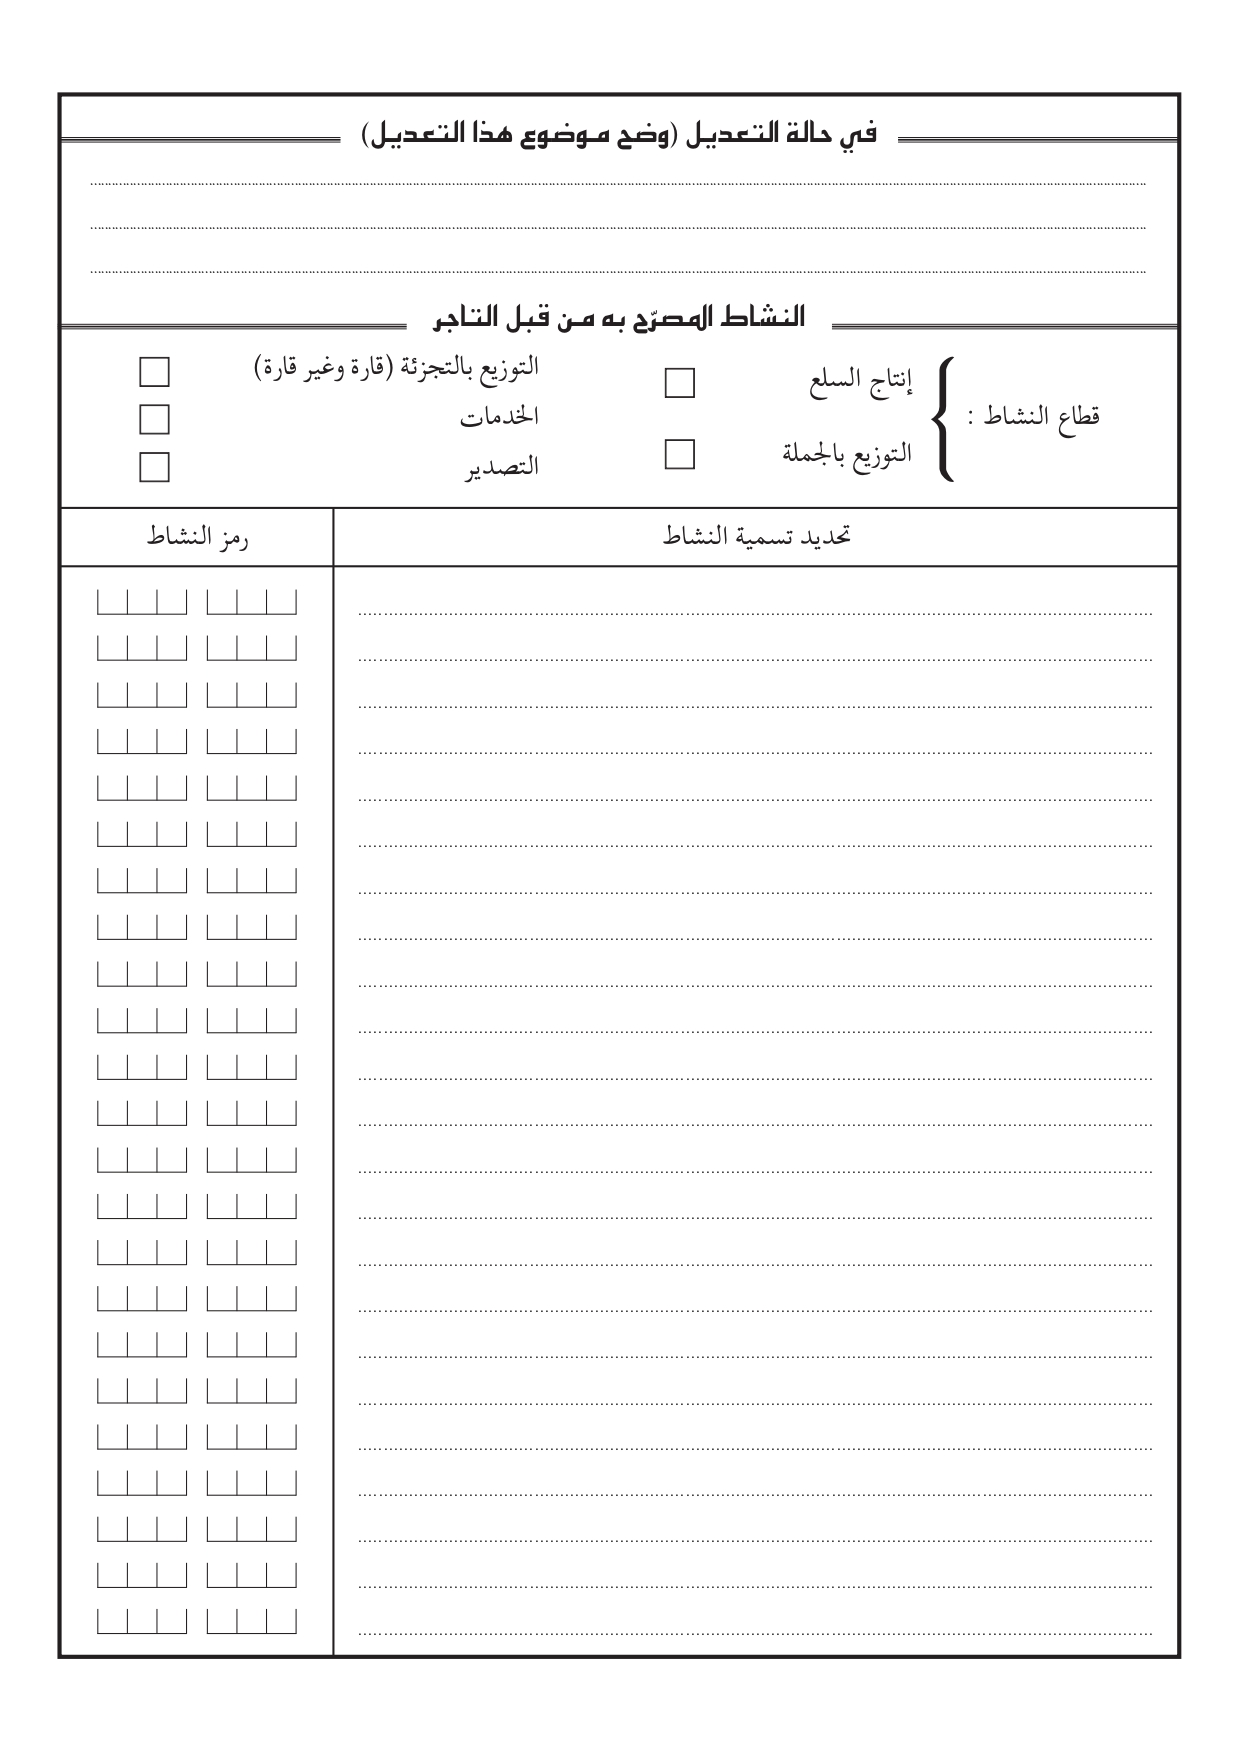 في حالة التعديل (وضح موضوع هذا التعديل)
النشاط المصرّح به من قبل التاجر
قطاع النشاط :
إنتاج السلع
التوزيع بالجملة
التوزيع بالتجزئة (قارة وغير قارة)
الخدمات
التصدير
تحديد تسمية النشاط
رمز النشاط